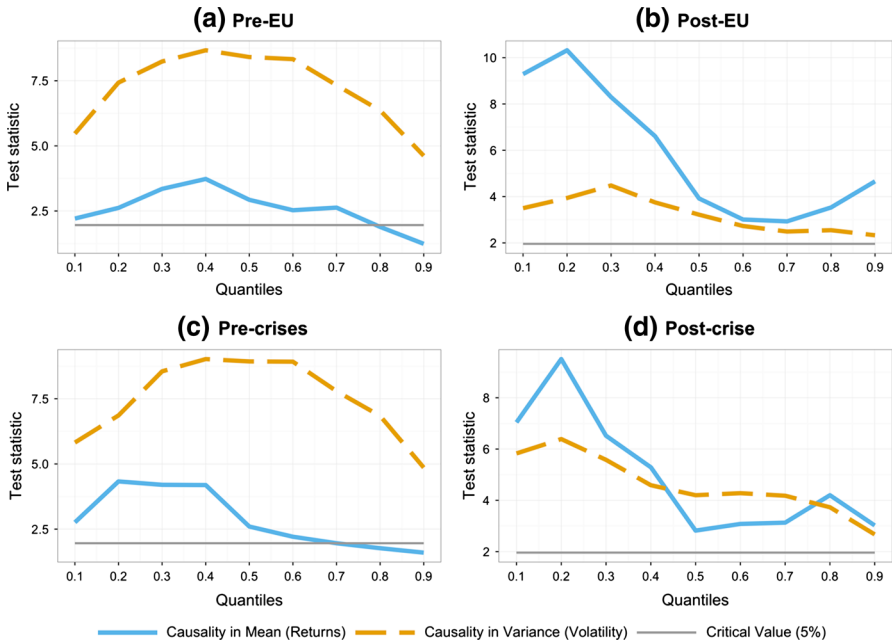 (a) Pre-EU
Test statistic
7.5
5.0
2.5
0.1 0.2 0.3 0.4 0.5 0.6 0.7 0.8 0.9
Quantiles
(b) Post-EU
Test statistic
10
8
6
4
2
0.1 0.2 0.3 0.4 0.5 0.6 0.7 0.8 0.9
Quantiles
(c) Pre-crises
Test statistic
7.5
5.0
2.5
0.1 0.2 0.3 0.4 0.5 0.6 0.7 0.8 0.9
Quantiles
(d) Post-crise
Test statistic
8
6
4
2
0.1 0.2 0.3 0.4 0.5 0.6 0.7 0.8 0.9
Quantiles
Causality in Mean (Returns) Causality in Variance (Volatility) Critical Value (5%)